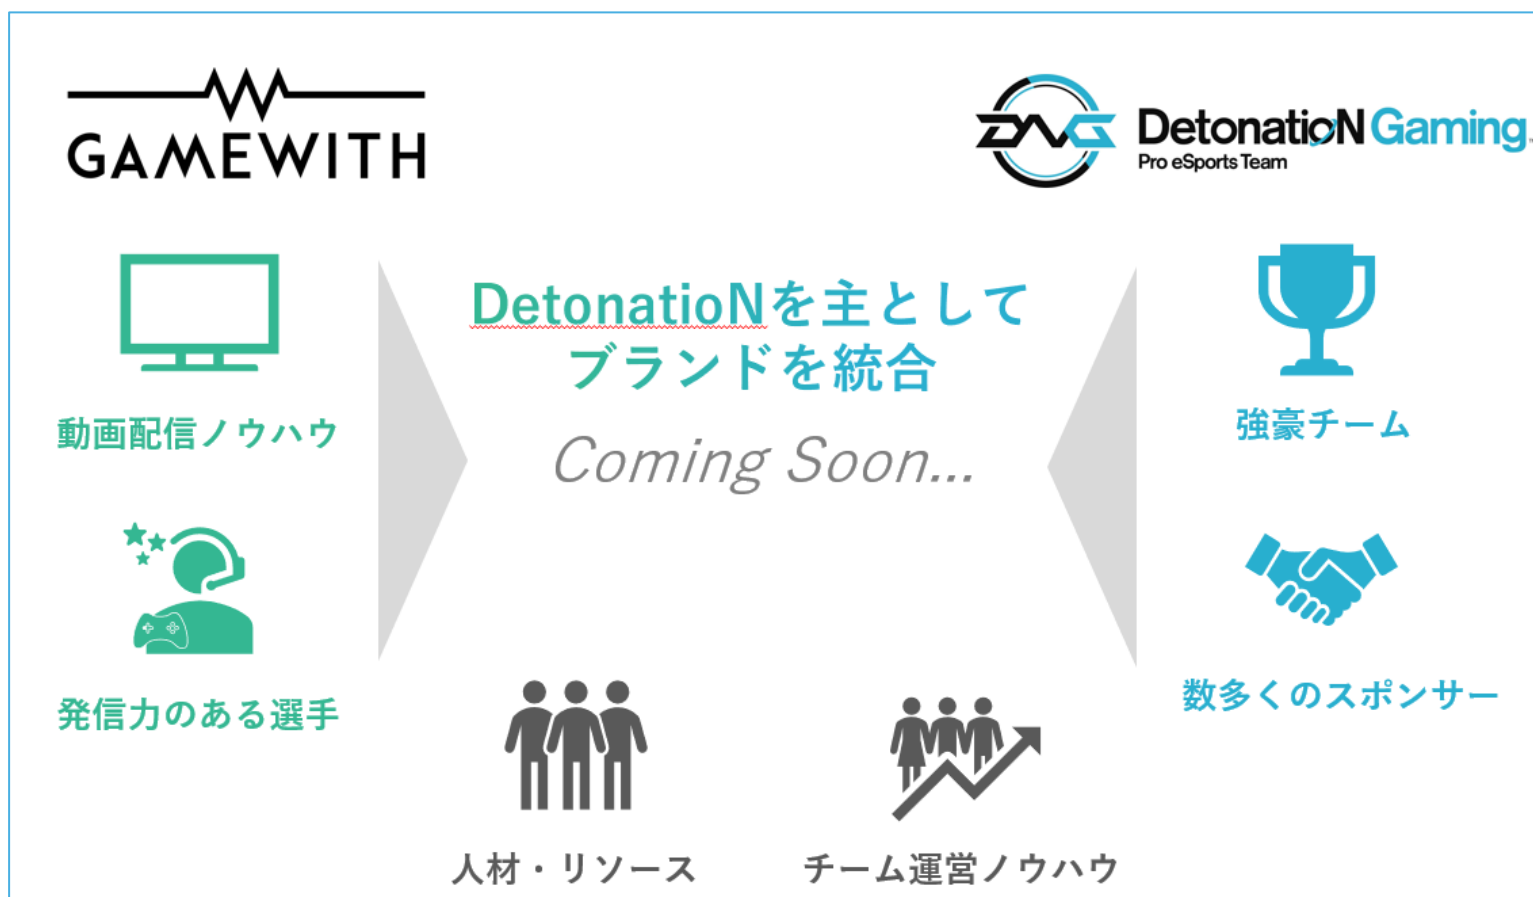 GAMEWITH
DNG
DetonatioN Gaming
Pro eSports Team
DetonatioNを主として
ブランドを統合
Coming Soon...
動画配信ノウハウ
強豪チーム
発信力のある選手
数多くのスポンサー
人材・リソース
チーム運営ノウハウ